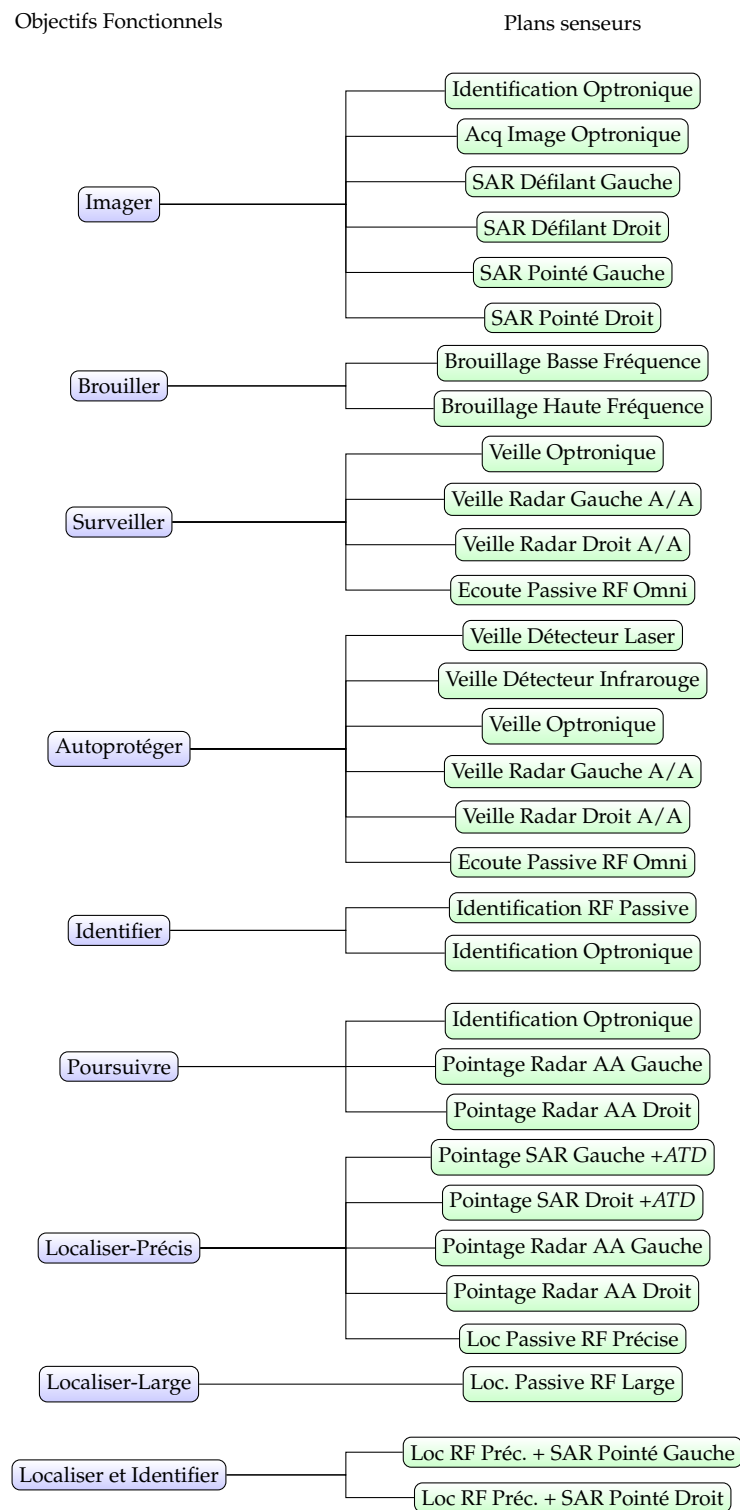 Objectifs Fonctionnels
Plans senseurs
Imager
Identification Optronique
Acq Image Optronique
SAR Défilant Gauche
SAR Défilant Droit
SAR Pointé Gauche
SAR Pointé Droit
Brouiller
Brouillage Basse Fréquence
Brouillage Haute Fréquence
Surveiller
Veille Optronique
Veille Radar Gauche A/A
Veille Radar Droit A/A
Ecoute Passive RF Omni
Autoprotéger
Veille Détecteur Laser
Veille Détecteur Infrarouge
Veille Optronique
Veille Radar Gauche A/A
Veille Radar Droit A/A
Ecoute Passive RF Omni
Identifier
Identification RF Passive
Identification Optronique
Poursuivre
Identification Optronique
Pointage Radar AA Gauche
Pointage Radar AA Droit
Localiser-Précis
Pointage SAR Gauche +ATD
Pointage SAR Droit +ATD
Pointage Radar AA Gauche
Pointage Radar AA Droit
Loc Passive RF Précise
Localiser-Large
Loc. Passive RF Large
Localiser et Identifier
Loc RF Préc. + SAR Pointé Gauche
Loc RF Préc. + SAR Pointé Droit